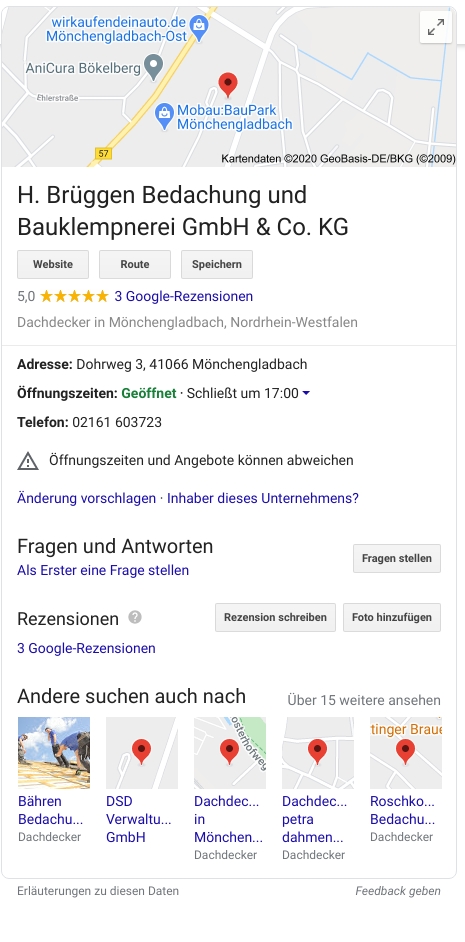 wirkaufendeinauto.de
Mönchengladbach-Ost
AniCura Bökelberg
Ehlerstraße
Mobau:BauPark
Mönchengladbach
57
Kartendaten ©2020 GeoBasis-DE/BKG (©2009)
H. Brüggen Bedachung und
Bauklempnerei GmbH & Co. KG
Website Route Speichern
5,0 3 Google-Rezensionen
Dachdecker in Mönchengladbach, Nordrhein-Westfalen
Adresse: Dohrweg 3, 41066 Mönchengladbach
Öffnungszeiten: Geöffnet · Schließt um 17:00
Telefon: 02161 603723
Öffnungszeiten und Angebote können abweichen
Änderung vorschlagen · Inhaber dieses Unternehmens?
Fragen und Antworten
Fragen stellen
Als Erster eine Frage stellen
Rezensionen ? Rezension schreiben Foto hinzufügen
3 Google-Rezensionen
Andere suchen auch nach Über 15 weitere ansehen
osterhofweg
tinger Braue
Bähren DSD Dachdec... Dachdec... Roschko...
Bedachu... Verwaltu... in petra Bedachu...
Dachdecker GmbH Mönchen... dahmen... Dachdecker
Dachdecker Dachdecker
Erläuterungen zu diesen Daten Feedback geben